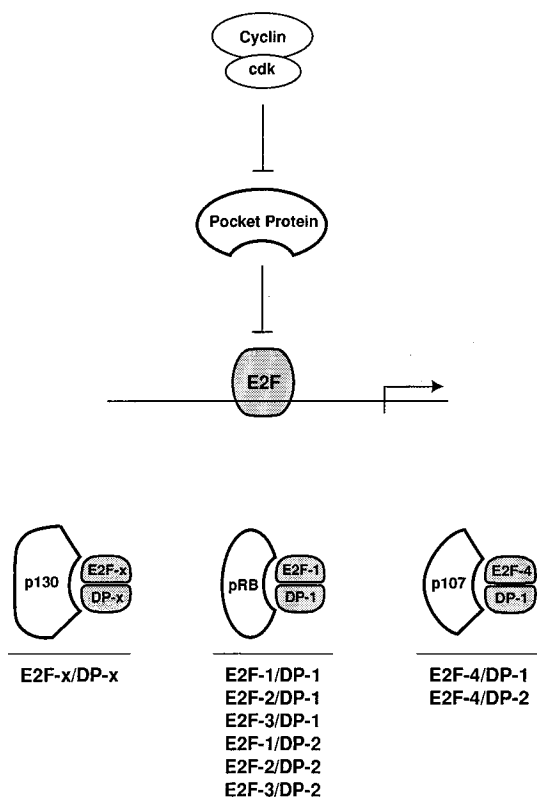 Cyclin
cdk
Pocket Protein
E2F
p130
E2F-x
DP-x
pRB
E2F-1
DP-1
p107
E2F-4
DP-1
E2F-x/DP-x
E2F-1/DP-1
E2F-2/DP-1
E2F-3/DP-1
E2F-1/DP-2
E2F-2/DP-2
E2F-3/DP-2
E2F-4/DP-1
E2F-4/DP-2